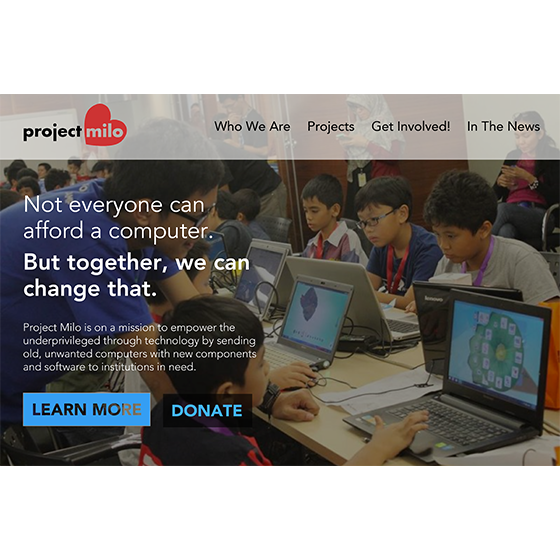 project milo
Who We Are
Projects
Get Involved!
In The News
Not everyone can
afford a computer.
But together, we can
change that.
Project Milo is on a mission to empower the
underprivileged through technology by sending
old, unwanted computers with new components
and software to institutions in need.
LEARN MORE
DONATE
lenovo